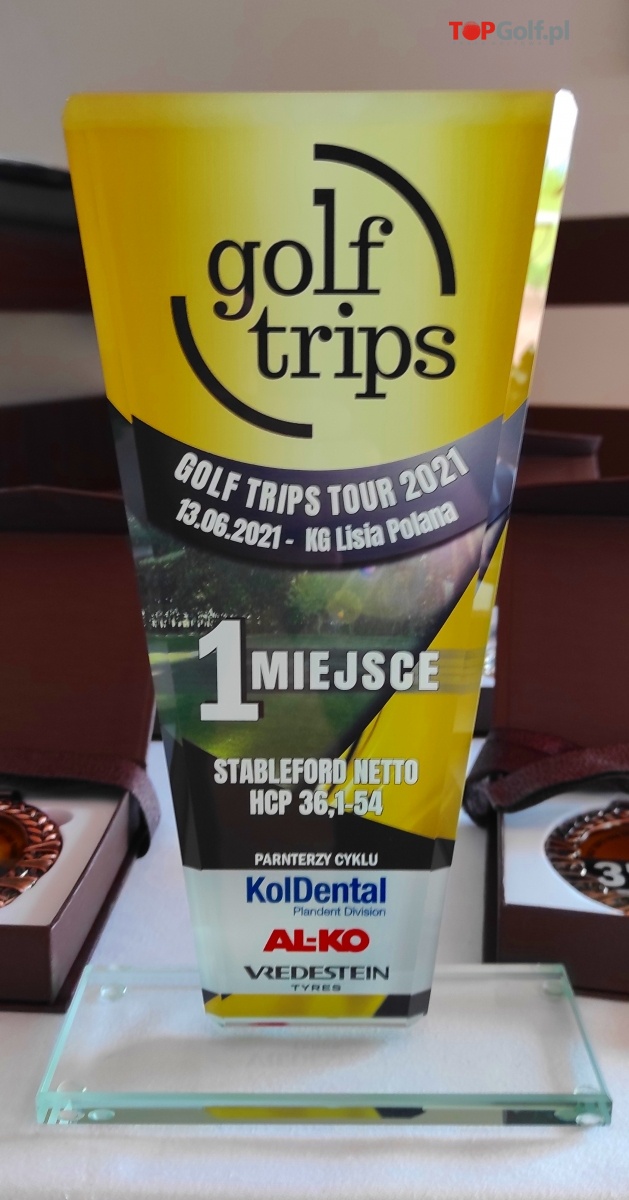 TOPGolf.pl
golf
trips
GOLF TRIPS TOUR 2021
13.06.2021 - KG Lisia Polana
1 MIEJSCE
STABLEFORD NETTO
HCP 36,1-54
PARNTERZY CYKLU
KolDental
Plandent Division
AL-KO
VREDESTEIN
TYRES
3